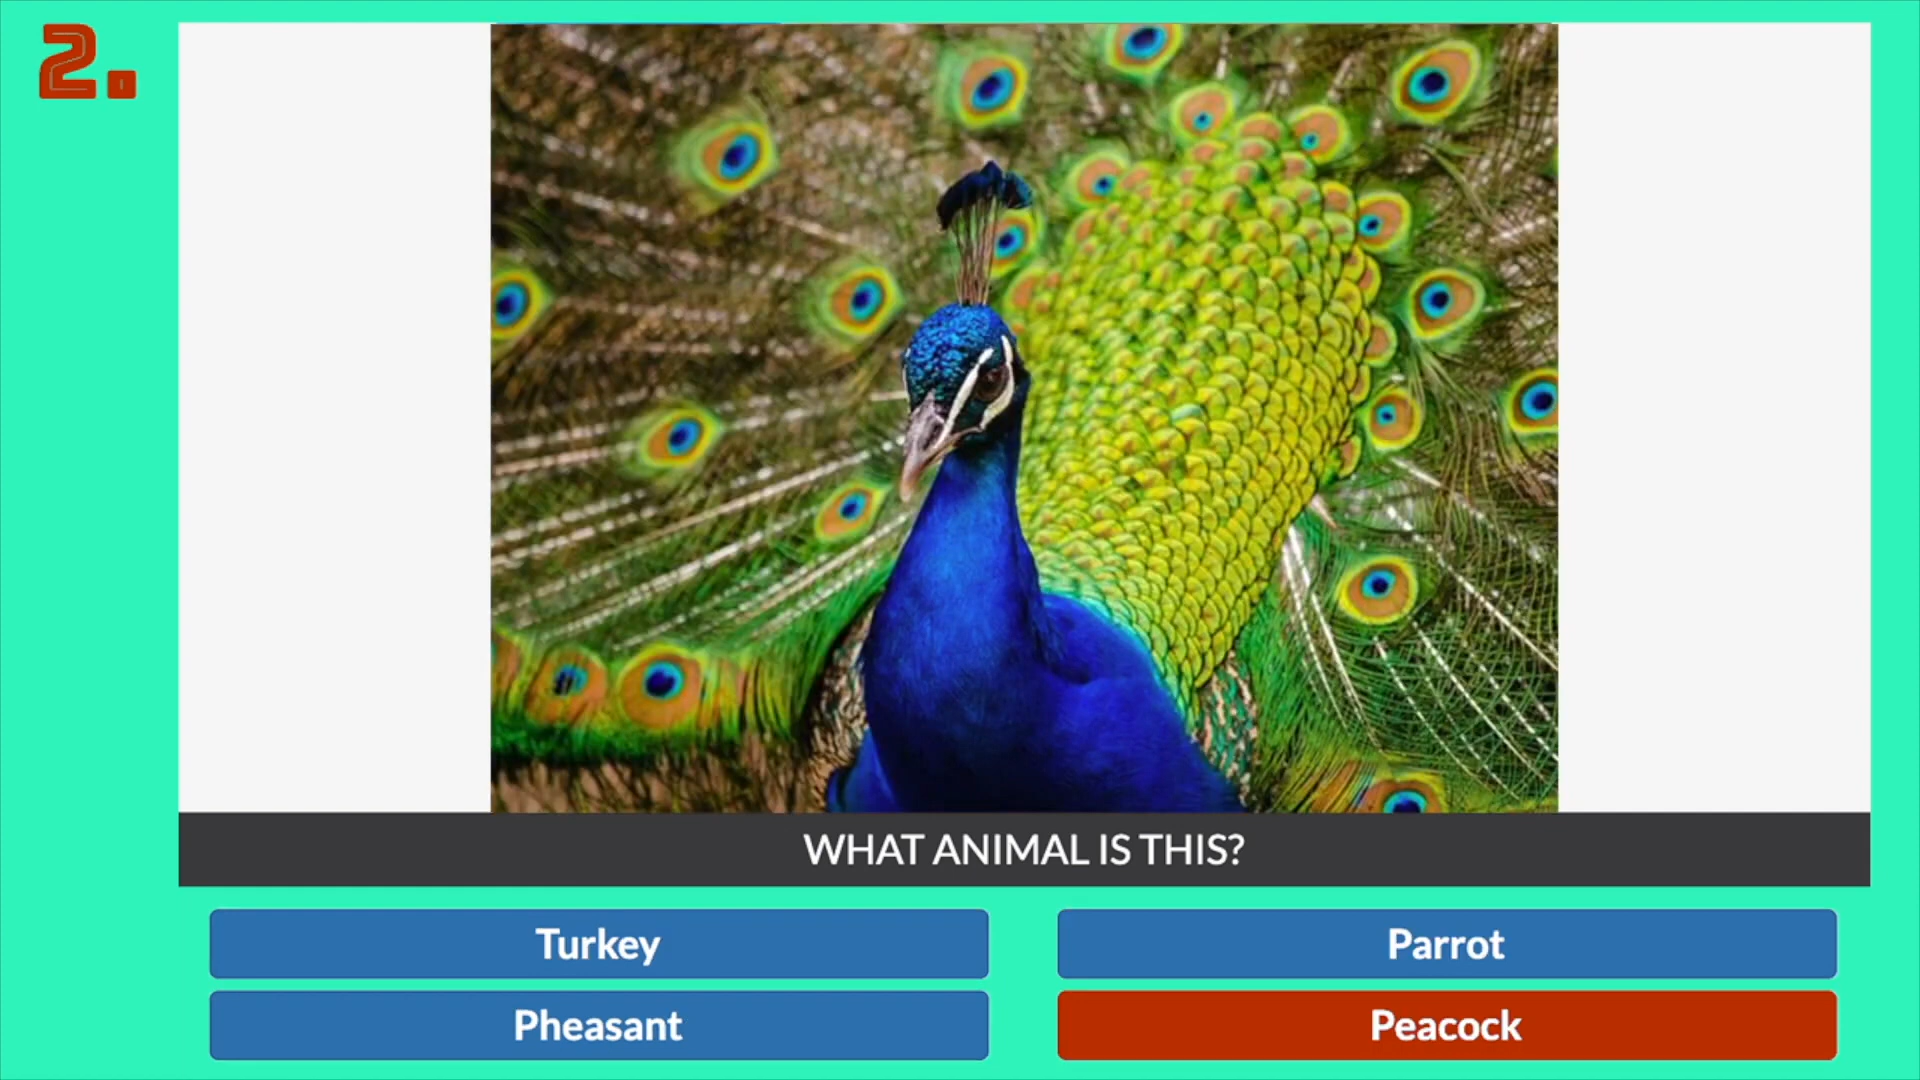 2.
WHAT ANIMAL IS THIS?
Turkey
Parrot
Pheasant
Peacock